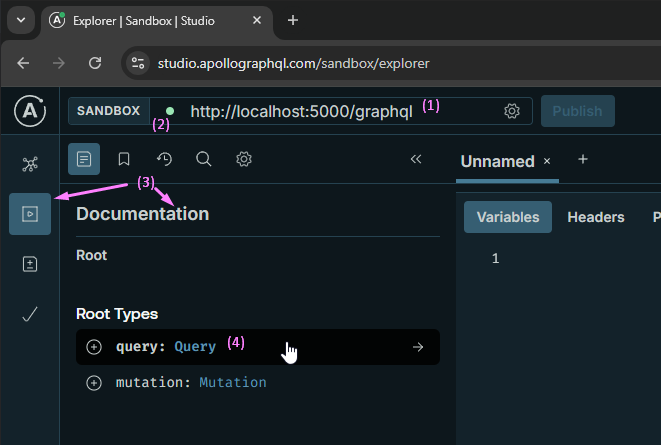 Explorer | Sandbox | Studio
studio.apollographql.com/sandbox/explorer
SANDBOX http://localhost:5000/graphql (1) Publish
(2)
Unnamed
(3)
Documentation
Variables Headers P
Root
1
Root Types
query: Query (4)
mutation: Mutation